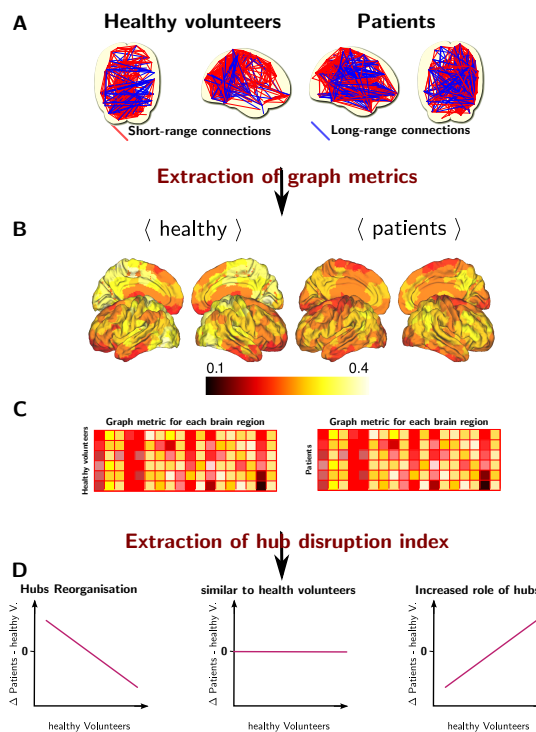 A
Healthy volunteers
Patients
Short-range connections
Long-range connections
Extraction of graph metrics
B
⟨ healthy ⟩
⟨ patients ⟩
0.1
0.4
C
Graph metric for each brain region
Graph metric for each brain region
Healthy volunteers
Patients
Extraction of hub disruption index
D
Hubs Reorganisation
similar to health volunteers
Increased role of hubs
Δ Patients - healthy V.
0
healthy Volunteers
Δ Patients - healthy V.
0
healthy Volunteers
Δ Patients - healthy V.
0
healthy Volunteers